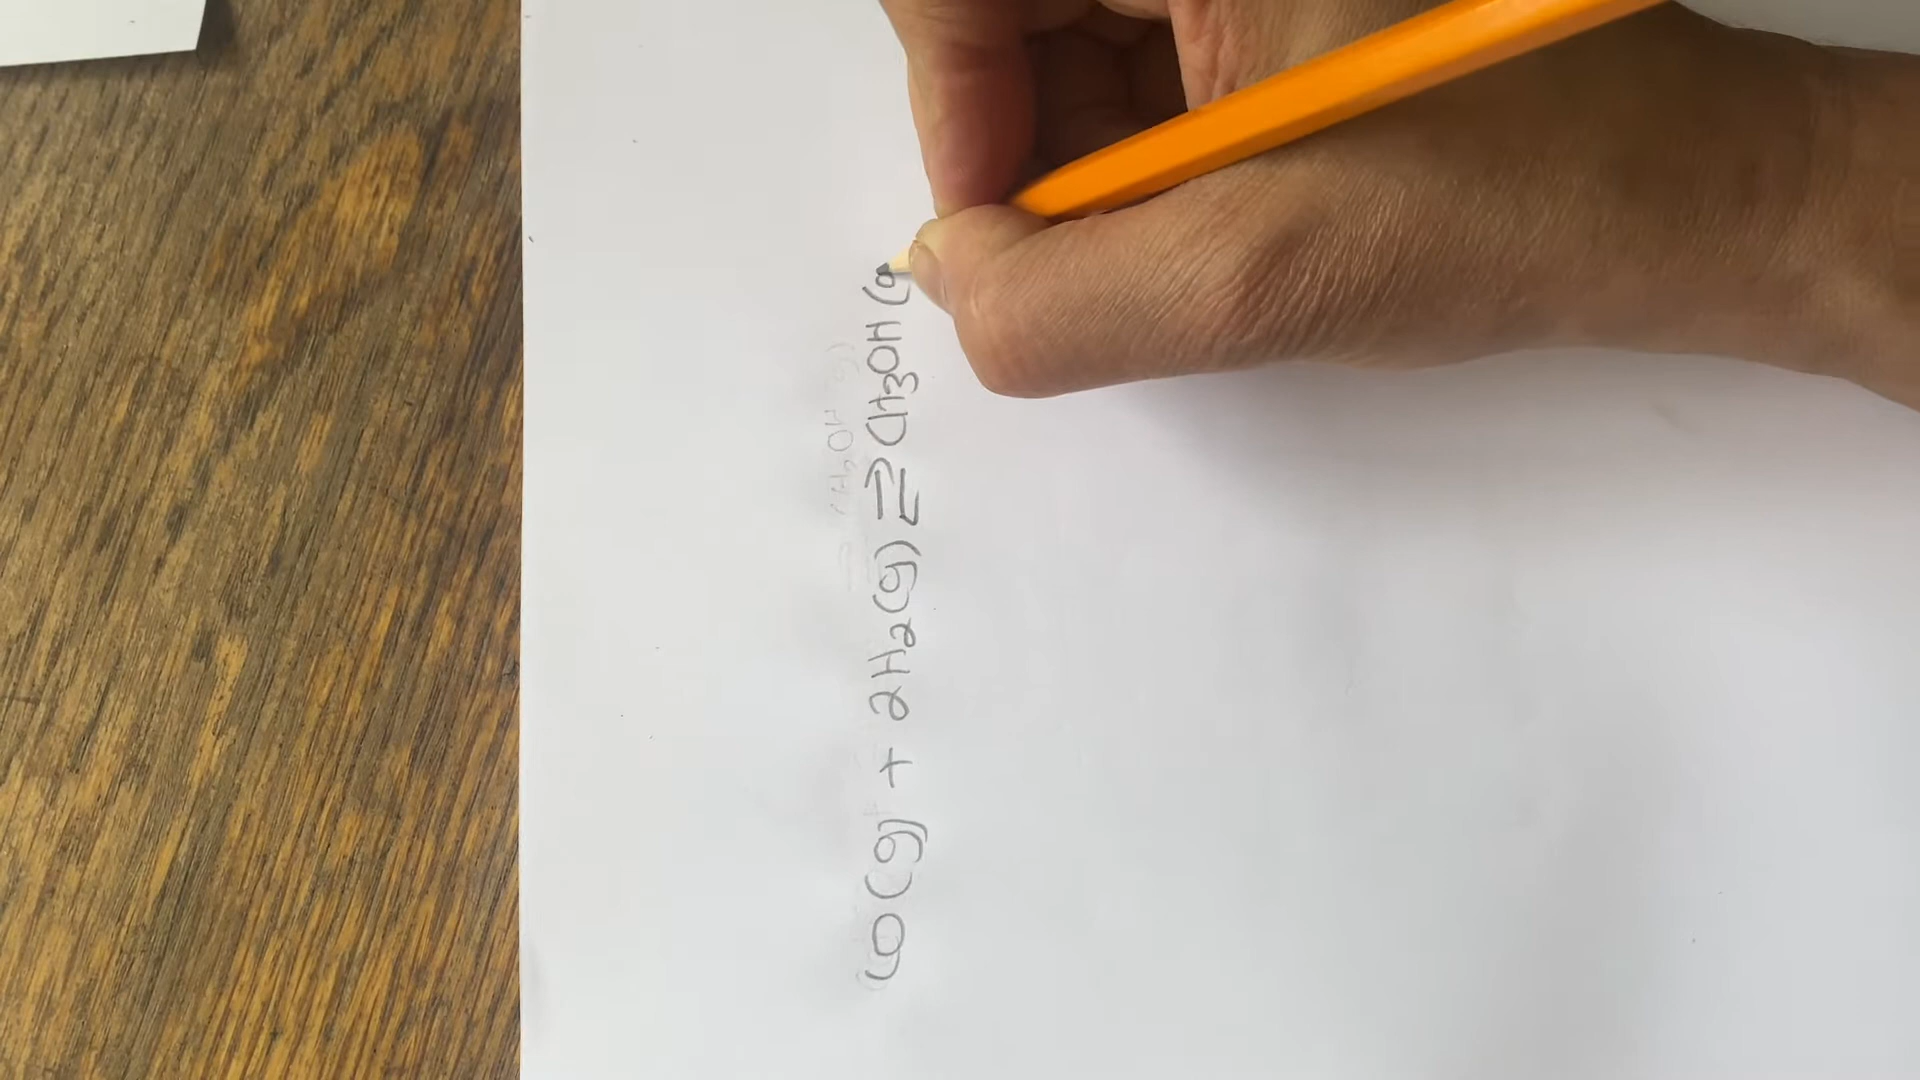 CO(g) + 2H₂(g) ⇌ CH₃OH (g